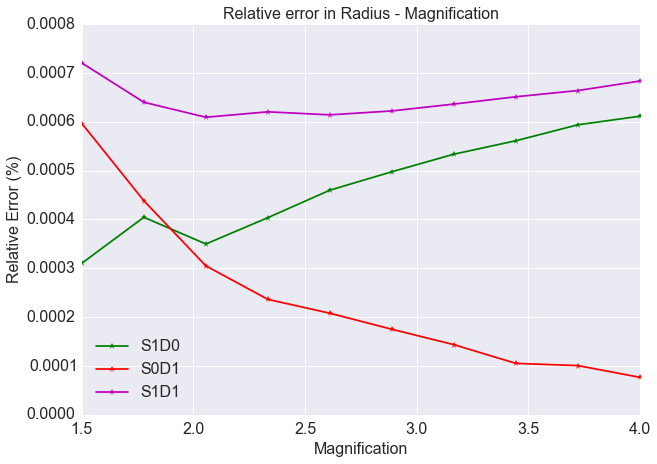 Relative error in Radius - Magnification
0.0008
0.0007
0.0006
0.0005
0.0004
0.0003
0.0002
0.0001
0.0000
Relative Error (%)
S1D0
S0D1
S1D1
1.5 2.0 2.5 3.0 3.5 4.0
Magnification